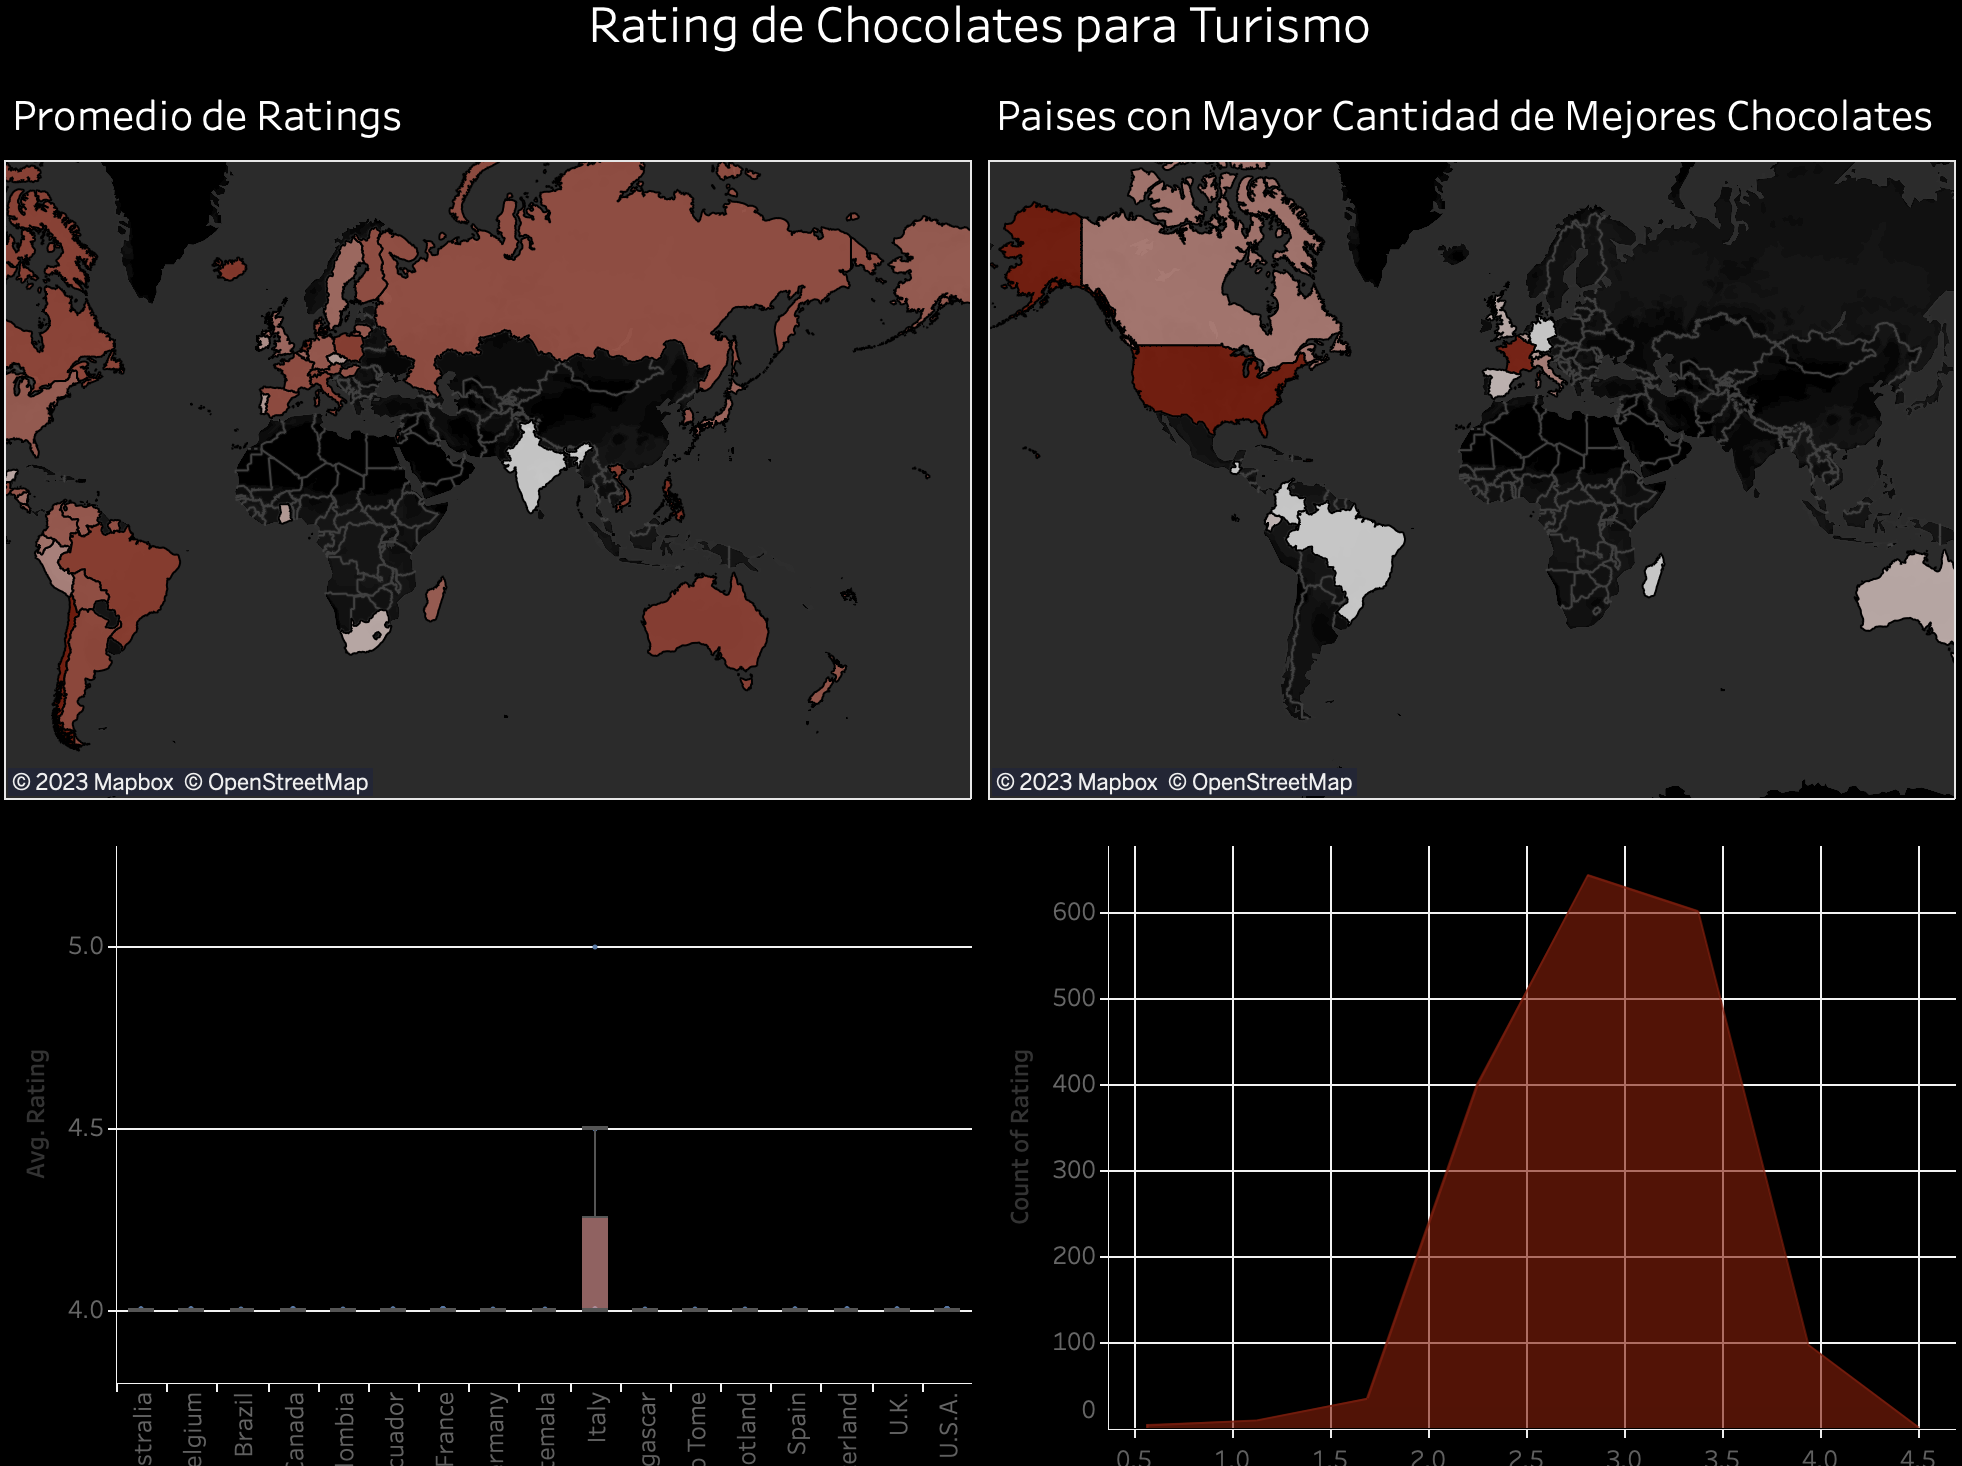 Rating de Chocolates para Turismo
Promedio de Ratings
Paises con Mayor Cantidad de Mejores Chocolates
© 2023 Mapbox © OpenStreetMap
© 2023 Mapbox © OpenStreetMap
Avg. Rating
5.0
4.5
4.0
stralia
elgium
Brazil
Canada
lombia
cuador
France
rmany
temala
Italy
gascar
o Tome
otland
Spain
erland
U.K.
U.S.A.
Count of Rating
600
500
400
300
200
100
0
0.5
1.0
1.5
2.0
2.5
3.0
3.5
4.0
4.5